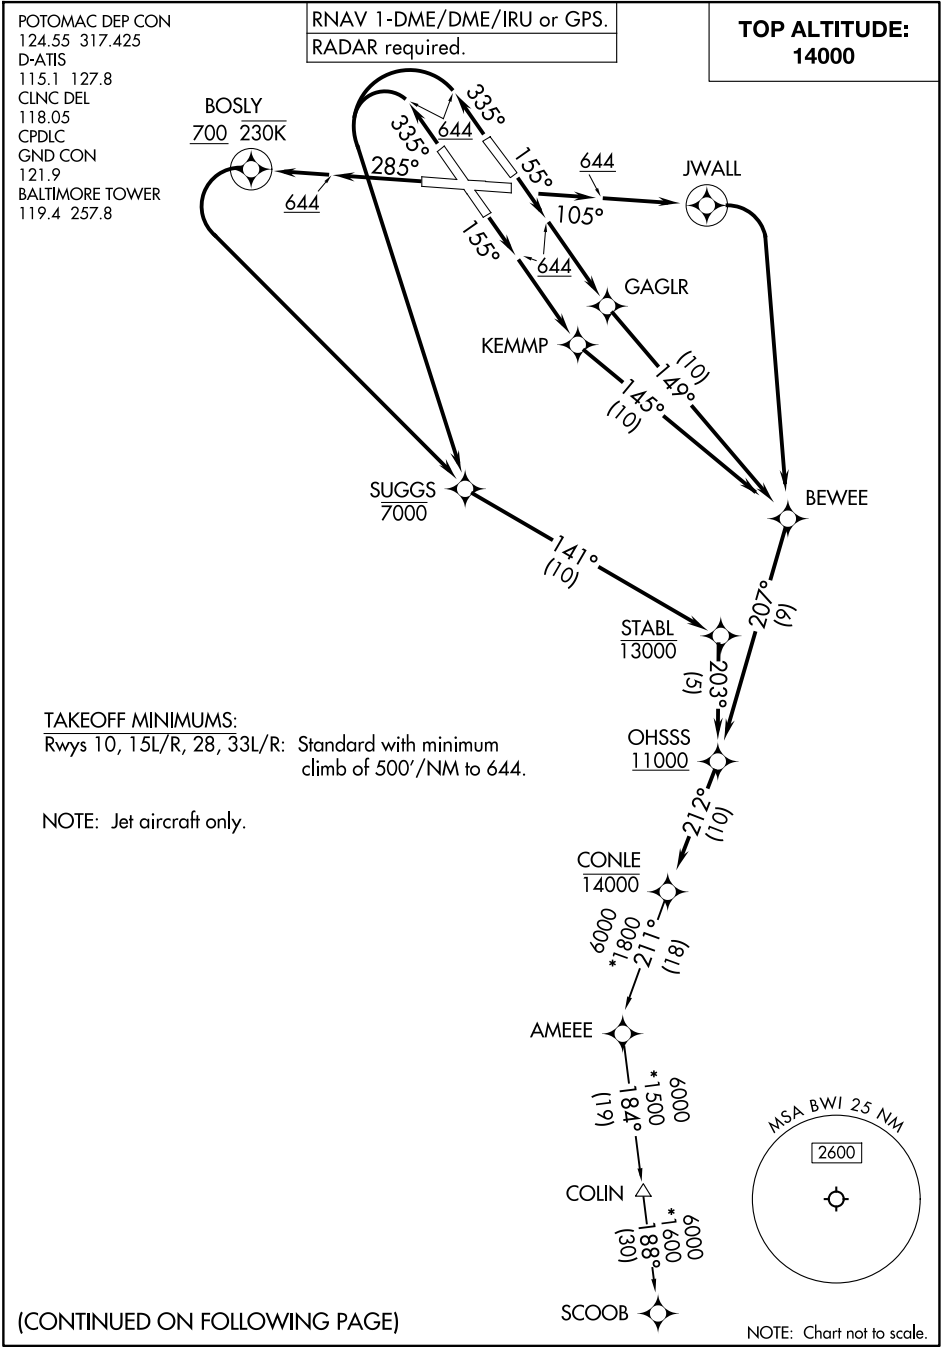 POTOMAC DEP CON
124.55 317.425
D-ATIS
115.1 127.8
CLNC DEL
118.05
CPDLC
GND CON
121.9
BALTIMORE TOWER
119.4 257.8
RNAV 1-DME/DME/IRU or GPS.
RADAR required.
TOP ALTITUDE:
14000
BOSLY
700 230K
335°
335°
644
285°
644
155°
644
105°
JWALL
155°
644
GAGLR
KEMMP
(10)
149°
145°
(10)
SUGGS
7000
BEWEE
141°
(10)
207°
(6)
STABL
13000
203°
(5)
TAKEOFF MINIMUMS:
Rwys 10, 15L/R, 28, 33L/R: Standard with minimum
climb of 500'/NM to 644.
OHSSS
11000
NOTE: Jet aircraft only.
212°
(10)
CONLE
14000
6000
*1800
211°
(18)
AMEEE
6000
*1500
184°
(19)
MSA BWI 25 NM
2600
COLIN
6000
*1600
188°
(30)
SCOOB
(CONTINUED ON FOLLOWING PAGE)
NOTE: Chart not to scale.